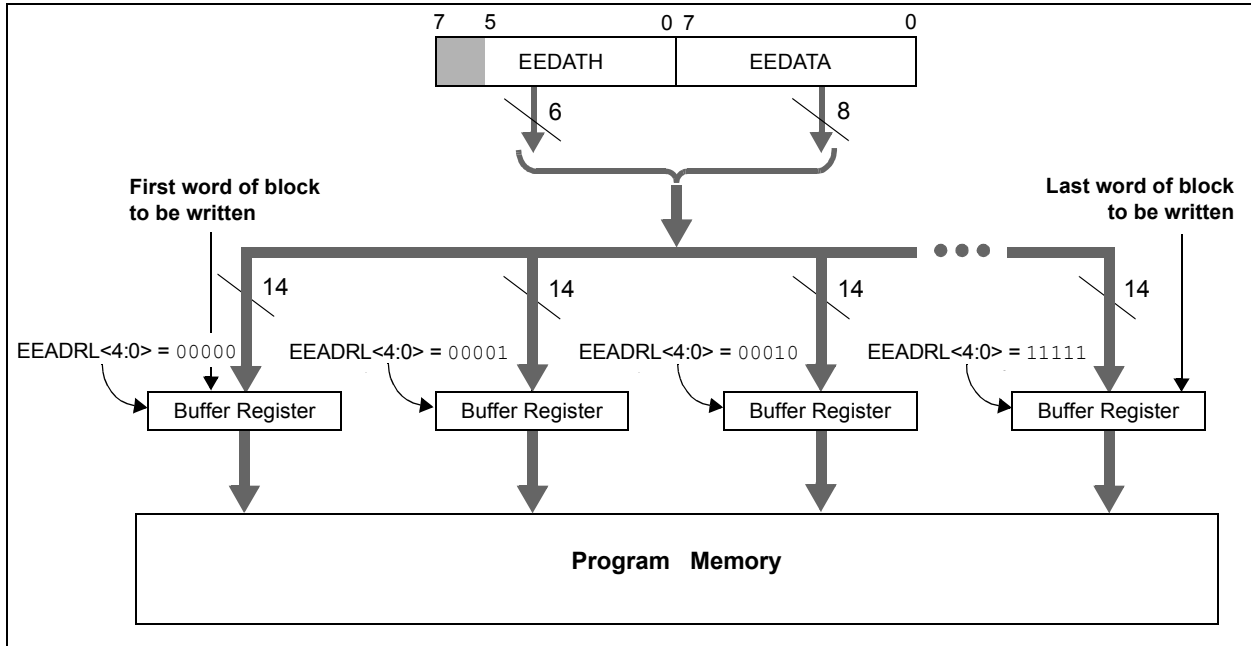 7 5 0 7 0
EEDATH EEDATA
6 8
First word of block
to be written
Last word of block
to be written
14 14 14 14
EEADRL<4:0> = 00000 EEADRL<4:0> = 00001 EEADRL<4:0> = 00010 EEADRL<4:0> = 11111
Buffer Register Buffer Register Buffer Register Buffer Register
Program Memory